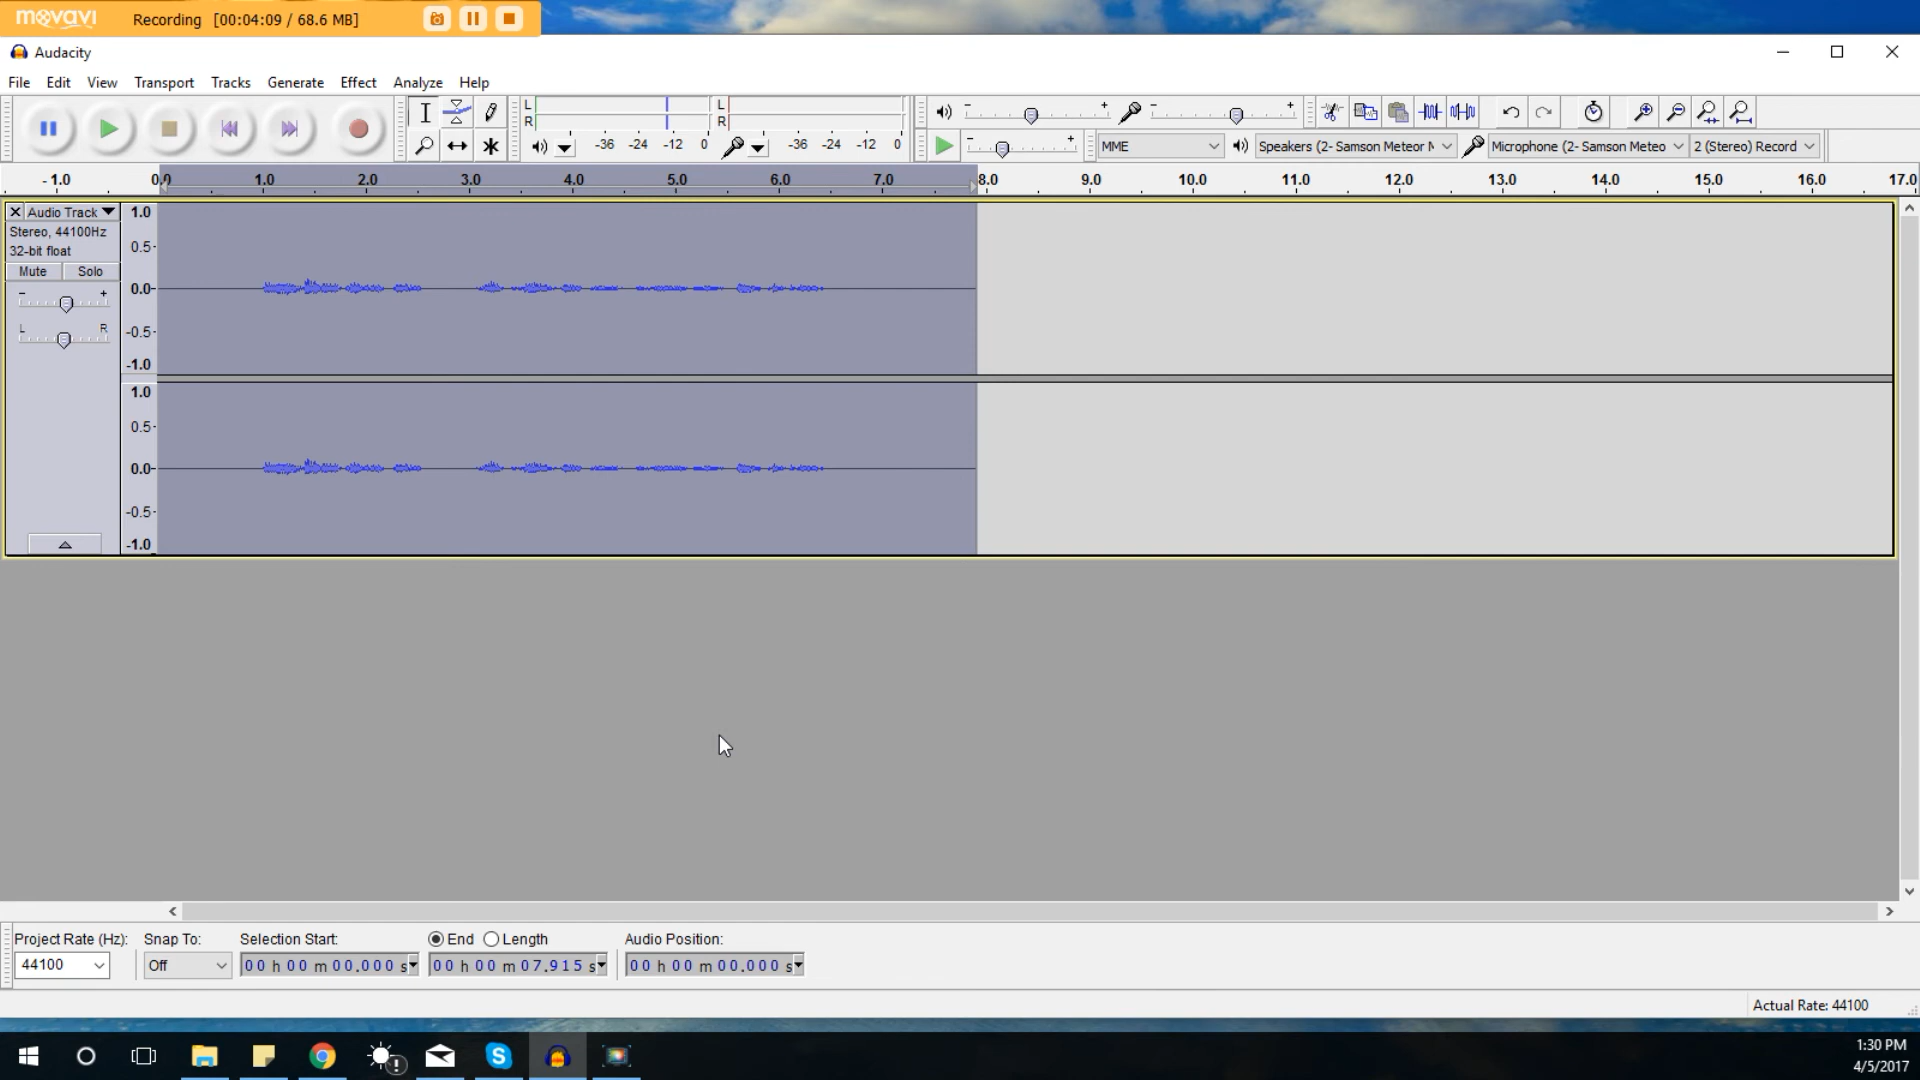 movavi Recording [00:04:09 / 68.6 MB]
Audacity
File Edit View Transport Tracks Generate Effect Analyze Help
L R L R
-36 -24 -12 0 -36 -24 -12 0
MME Speakers (2- Samson Meteor M Microphone (2- Samson Meteo 2 (Stereo) Record
-1.0 0.0 1.0 2.0 3.0 4.0 5.0 6.0 7.0 8.0 9.0 10.0 11.0 12.0 13.0 14.0 15.0 16.0 17.0
Audio Track
Stereo, 44100Hz
32-bit float
Mute Solo
- +
L R
1.0
0.5-
0.0-
-0.5-
-1.0
1.0
0.5-
0.0-
-0.5-
-1.0
Project Rate (Hz): Snap To: Selection Start: End Length Audio Position:
44100 Off 00 h 00 m 00.000 s 00 h 00 m 07.915 s 00 h 00 m 00.000 s
Actual Rate: 44100
1:30 PM
4/5/2017